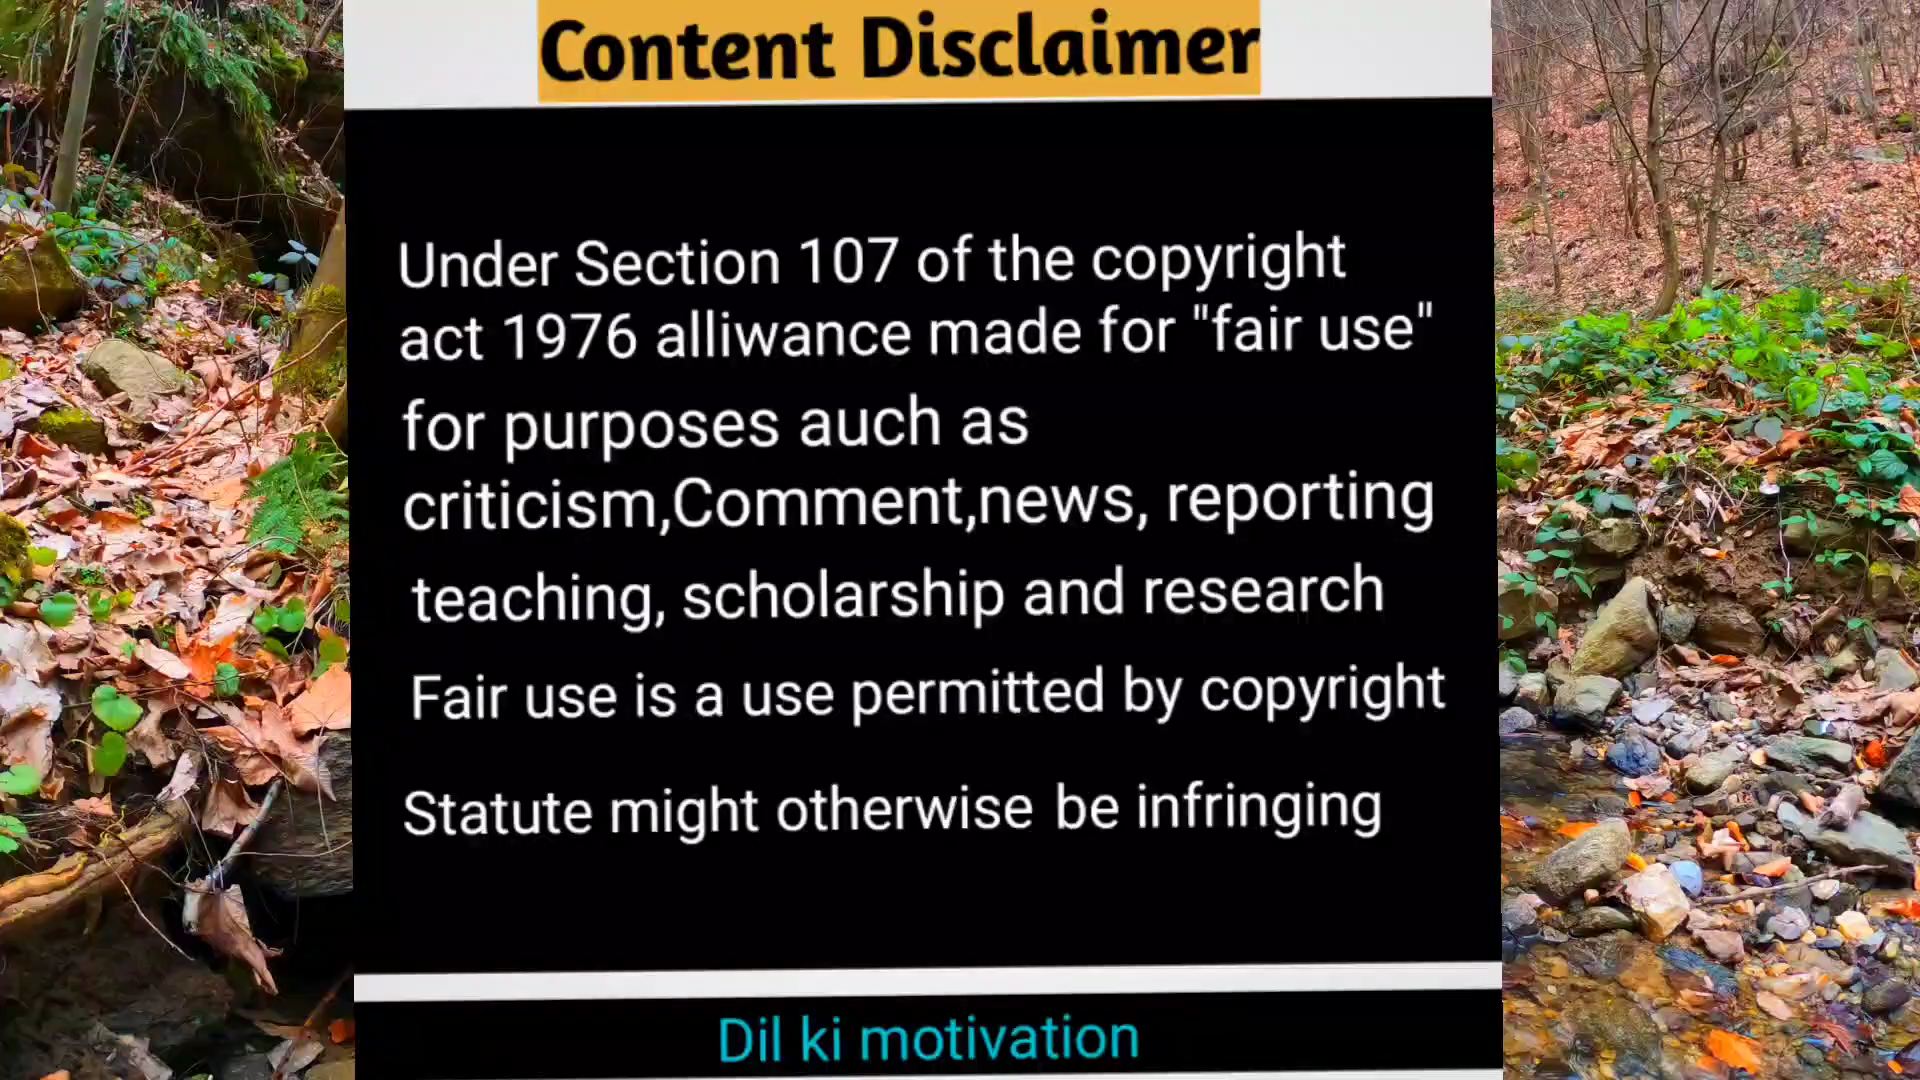 Content Disclaimer
Under Section 107 of the copyright
act 1976 alliwance made for "fair use"
for purposes auch as
criticism,Comment,news, reporting
teaching, scholarship and research
Fair use is a use permitted by copyright
Statute might otherwise be infringing
Dil ki motivation